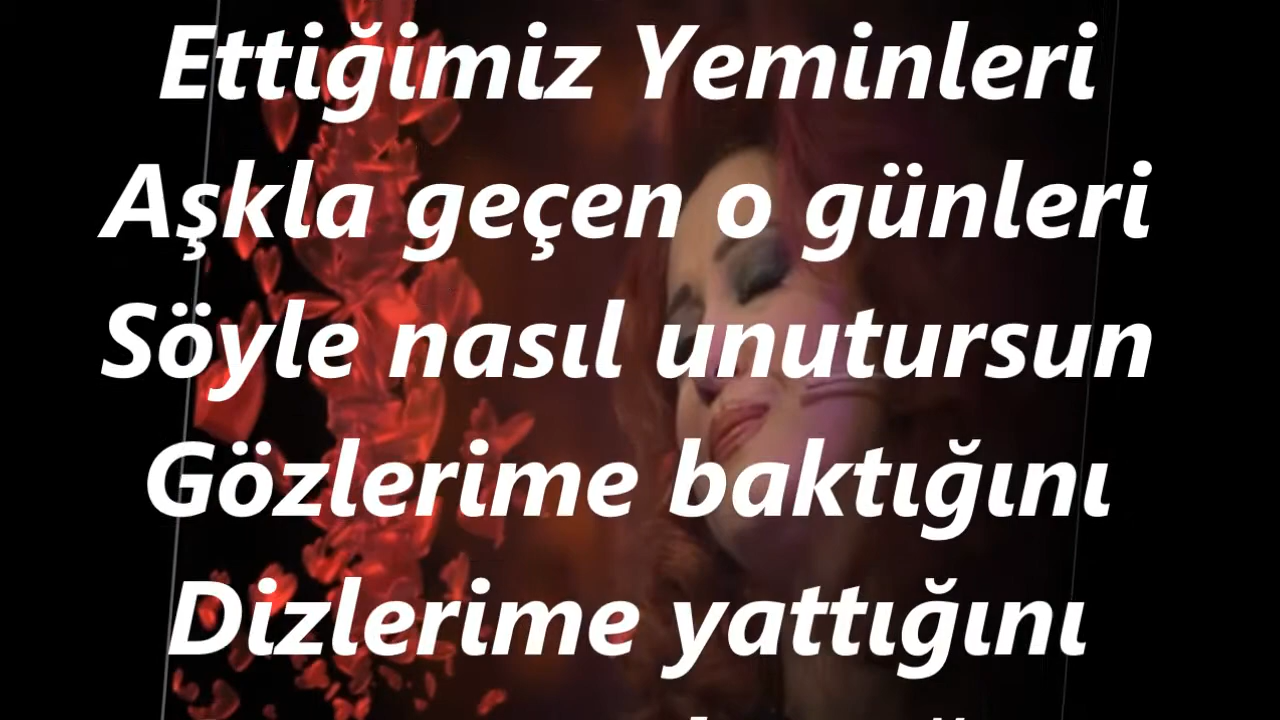 Ettiğimiz Yeminleri
Aşkla geçen o günleri
Söyle nasıl unutursun
Gözlerime baktığını
Dizlerime yattığını